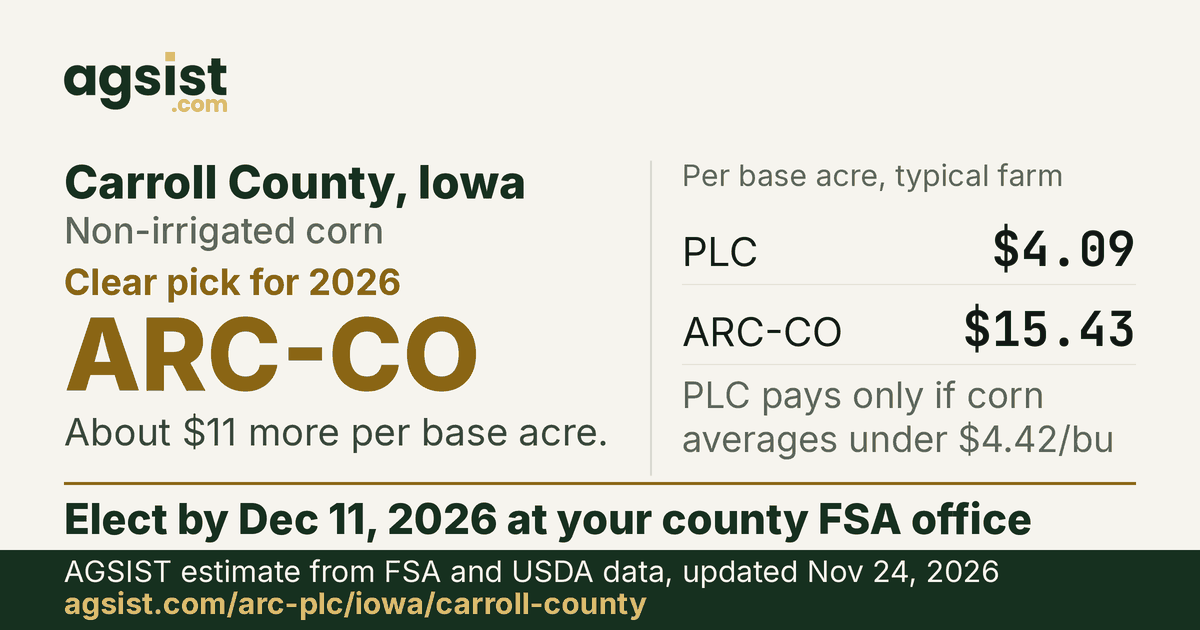 agsist
.com
Carroll County, Iowa
Non-irrigated corn
Clear pick for 2026
ARC-CO
About $11 more per base acre.
Per base acre, typical farm
PLC $4.09
ARC-CO $15.43
PLC pays only if corn
averages under $4.42/bu
Elect by Dec 11, 2026 at your county FSA office
AGSIST estimate from FSA and USDA data, updated Nov 24, 2026
agsist.com/arc-plc/iowa/carroll-county